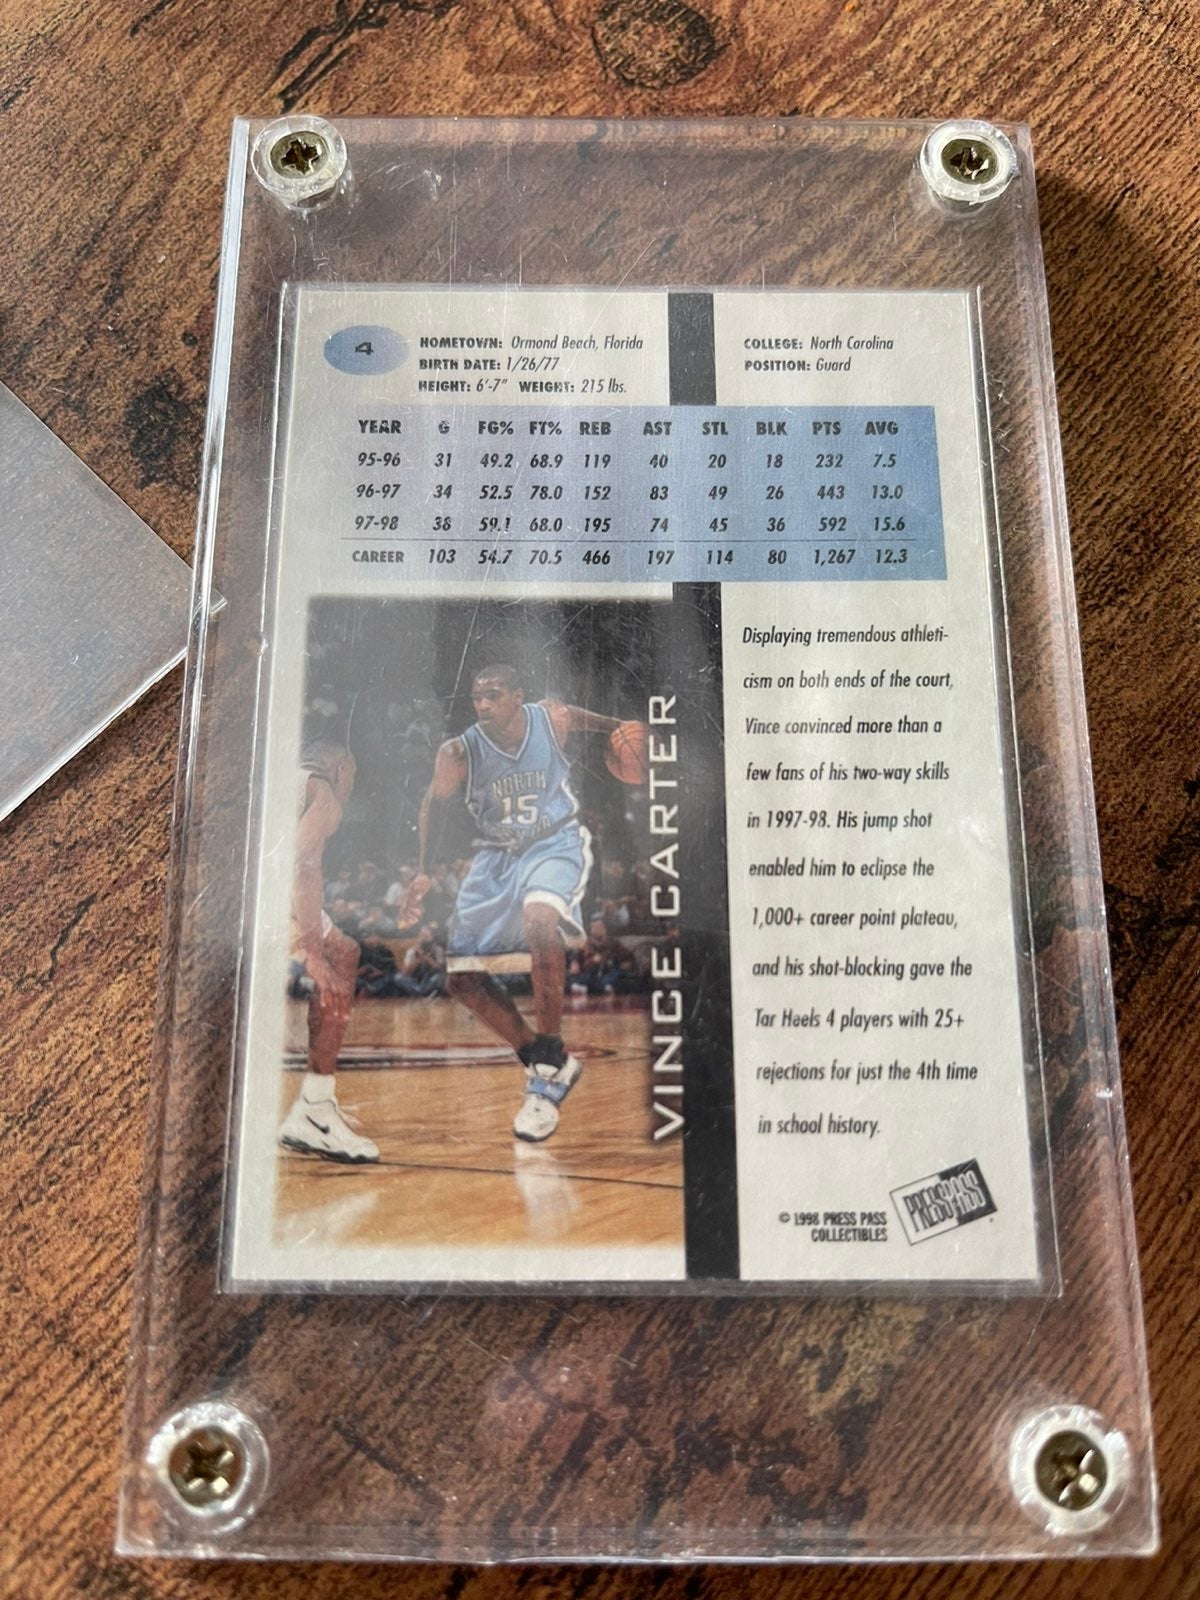 4
HOMETOWN: Ormond Beach, Florida
BIRTH DATE: 1/26/77
HEIGHT: 6'-7" WEIGHT: 215 lbs.
COLLEGE: North Carolina
POSITION: Guard
YEAR G FG% FT% REB AST STL BLK PTS AVG
95-96 31 49.2 68.9 119 40 20 18 232 7.5
96-97 34 52.5 78.0 152 83 49 26 443 13.0
97-98 38 59.1 68.0 195 74 45 36 592 15.6
CAREER 103 54.7 70.5 466 197 114 80 1,267 12.3
NORTH
15
VINCE CARTER
Displaying tremendous athleti-
cism on both ends of the court,
Vince convinced more than a
few fans of his two-way skills
in 1997-98. His jump shot
enabled him to eclipse the
1,000+ career point plateau,
and his shot-blocking gave the
Tar Heels 4 players with 25+
rejections for just the 4th time
in school history.
© 1998 PRESS PASS
COLLECTIBLES
PRESS PASS